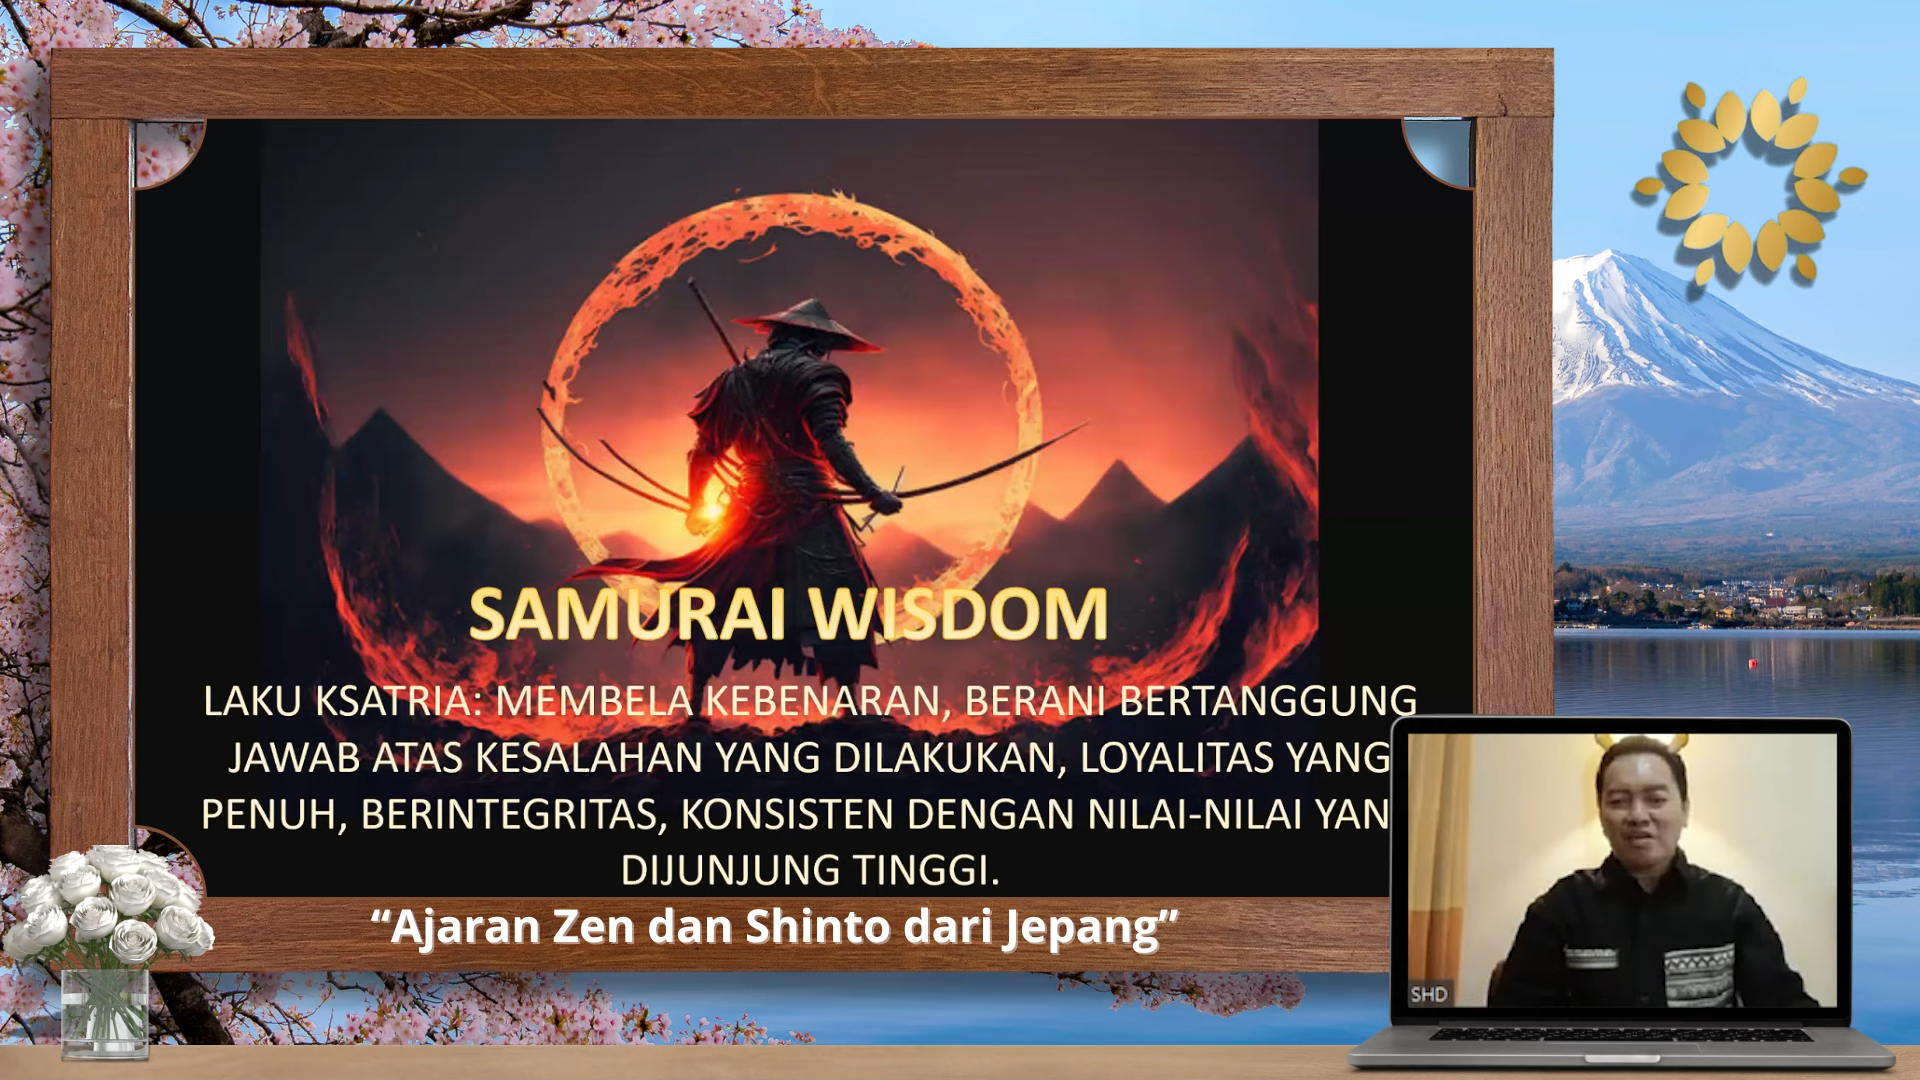 SAMURAI WISDOM
LAKU KSATRIA: MEMBELA KEBENARAN, BERANI BERTANGGUNG
JAWAB ATAS KESALAHAN YANG DILAKUKAN, LOYALITAS YANG
PENUH, BERINTEGRITAS, KONSISTEN DENGAN NILAI-NILAI YAN
DIJUNJUNG TINGGI.
“Ajaran Zen dan Shinto dari Jepang”
SHD